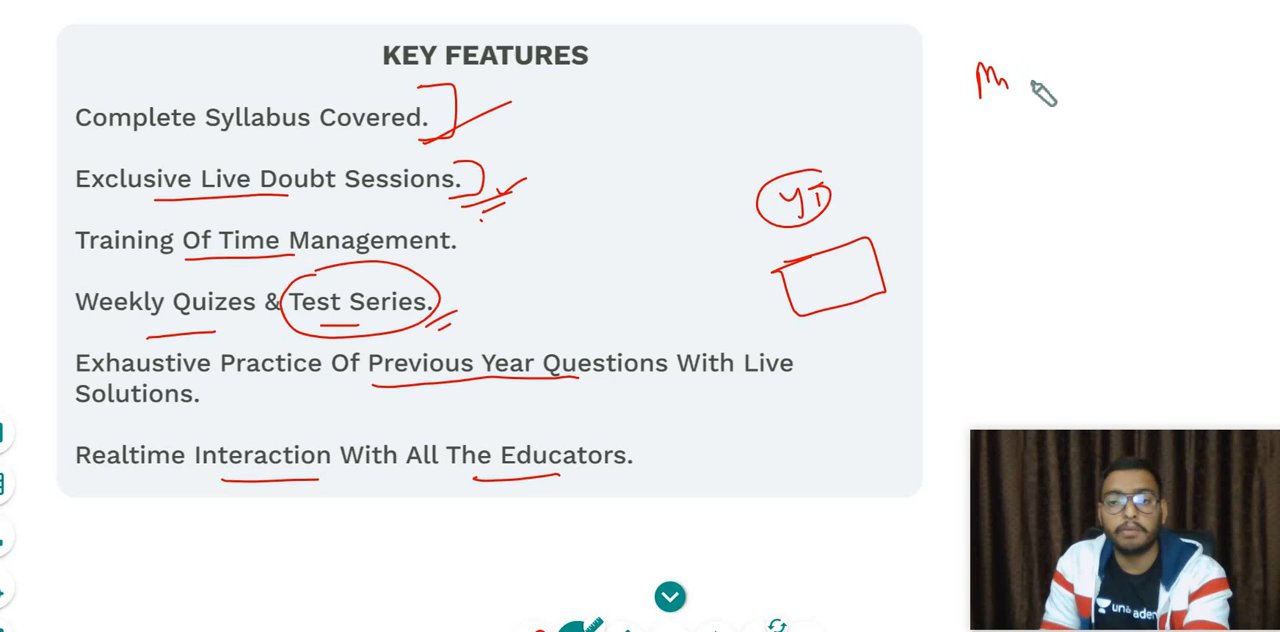 KEY FEATURES
Complete Syllabus Covered.
Exclusive Live Doubt Sessions.
Training Of Time Management.
Weekly Quizes & Test Series.
Exhaustive Practice Of Previous Year Questions With Live
Solutions.
Realtime Interaction With All The Educators.
YT